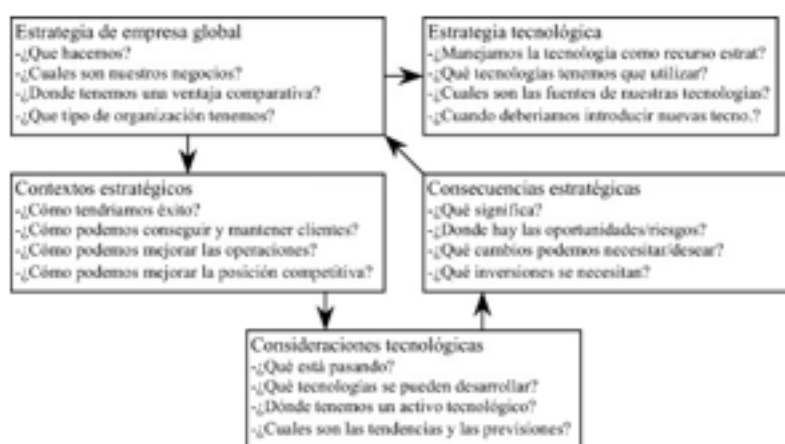 Estrategia de empresa global
-¿Que hacemos?
-¿Cuales son nuestros negocios?
-¿Donde tenemos una ventaja comparativa?
-¿Que tipo de organización tenemos?
Estrategia tecnológica
-¿Manejamos la tecnología como recurso estrat?
-¿Qué tecnologías tenemos que utilizar?
-¿Cuales son las fuentes de nuestras tecnologías?
-¿Cuando deberíamos introducir nuevas tecno.?
Contextos estratégicos
-¿Cómo tendríamos éxito?
-¿Cómo podemos conseguir y mantener clientes?
-¿Cómo podemos mejorar las operaciones?
-¿Cómo podemos mejorar la posición competitiva?
Consecuencias estratégicas
-¿Qué significa?
-¿Donde hay las oportunidades/riesgos?
-¿Qué cambios podemos necesitar/desear?
-¿Qué inversiones se necesitan?
Consideraciones tecnológicas
-¿Qué está pasando?
-¿Qué tecnologías se pueden desarrollar?
-¿Dónde tenemos un activo tecnológico?
-¿Cuales son las tendencias y las previsiones?